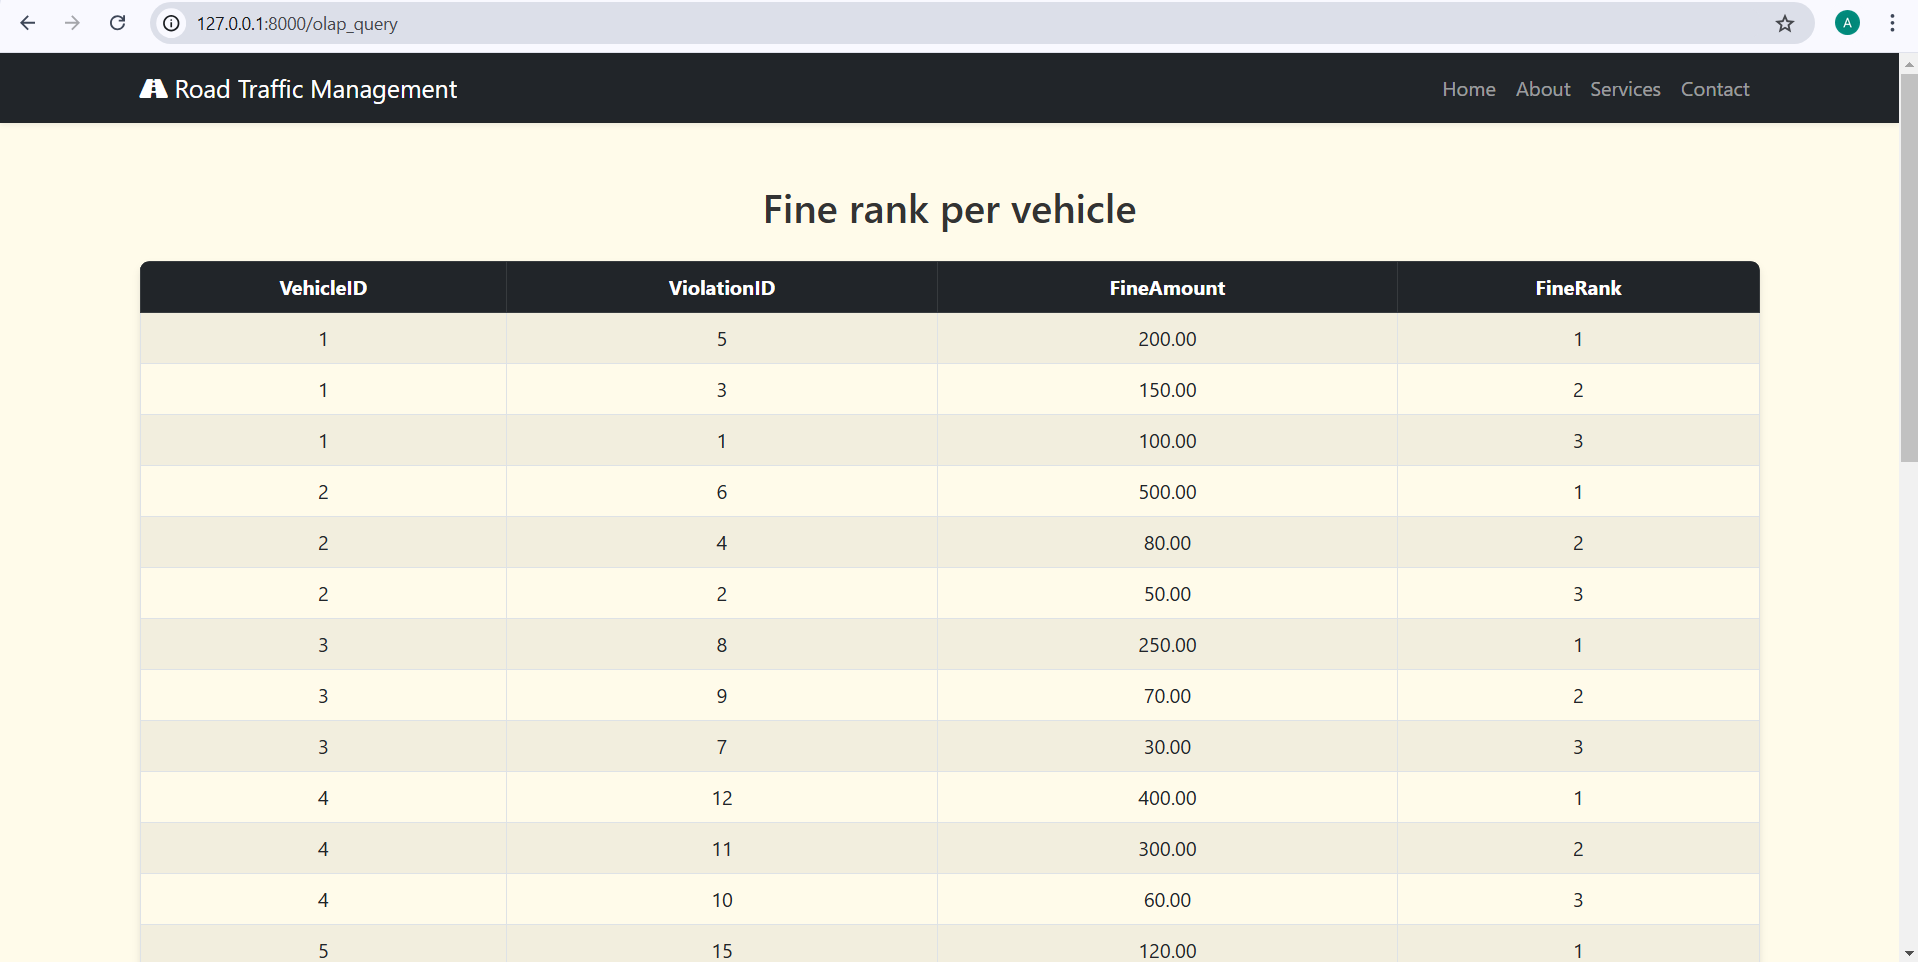 127.0.0.1:8000/olap_query
A
Road Traffic Management Home About Services Contact
Fine rank per vehicle
VehicleID ViolationID FineAmount FineRank
1 5 200.00 1
1 3 150.00 2
1 1 100.00 3
2 6 500.00 1
2 4 80.00 2
2 2 50.00 3
3 8 250.00 1
3 9 70.00 2
3 7 30.00 3
4 12 400.00 1
4 11 300.00 2
4 10 60.00 3
5 15 120.00 1